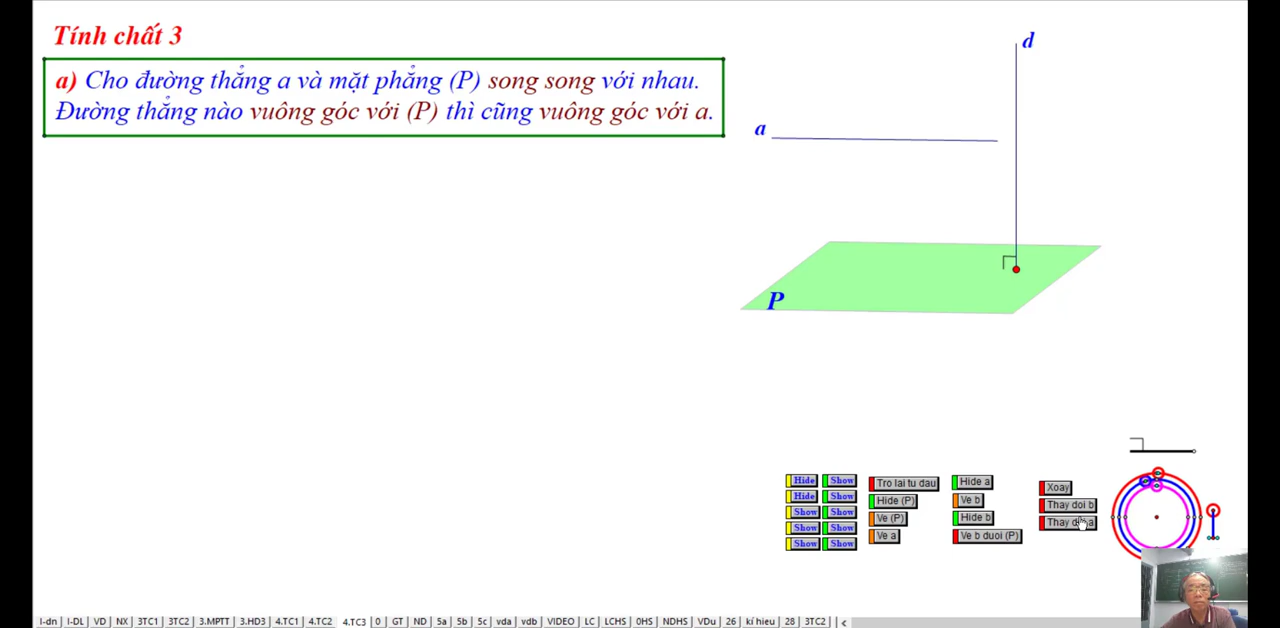 Tính chất 3
a) Cho đường thẳng a và mặt phẳng (P) song song với nhau.
Đường thẳng nào vuông góc với (P) thì cũng vuông góc với a.
d
a
P
Hide Show Tro lai tu dau Hide a Xoay
Hide Show Hide (P) Ve b Thay doi b
Show Show Ve (P) Hide b Thay a
Show Show Ve a Ve b duoi (P)
Show Show
I-dn | I-DL | VD | NX | 3TC1 | 3TC2 | 3.MPTT | 3.HD3 | 4.TC1 | 4.TC2 | 4.TC3 | 0 | GT | ND | 5a | 5b | 5c | vda | vdb | VIDEO | LC | LCHS | 0HS | NDHS | VDu | 26 | kí hieu | 28 | 3TC2 |